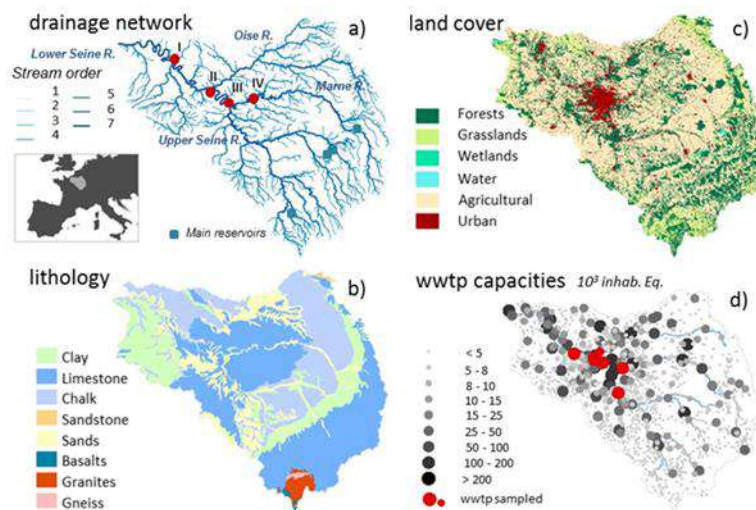 drainage network
a)
Lower Seine R.
I
Oise R.
Stream order
II
III
IV
Marne R.
1
5
2
6
3
7
4
Upper Seine R.
Main reservoirs
land cover
c)
Forests
Grasslands
Wetlands
Water
Agricultural
Urban
lithology
b)
Clay
Limestone
Chalk
Sandstone
Sands
Basalts
Granites
Gneiss
wwtp capacities 10³ inhab. Eq.
d)
< 5
5 - 8
8 - 10
10 - 15
15 - 25
25 - 50
50 - 100
100 - 200
> 200
wwtp sampled